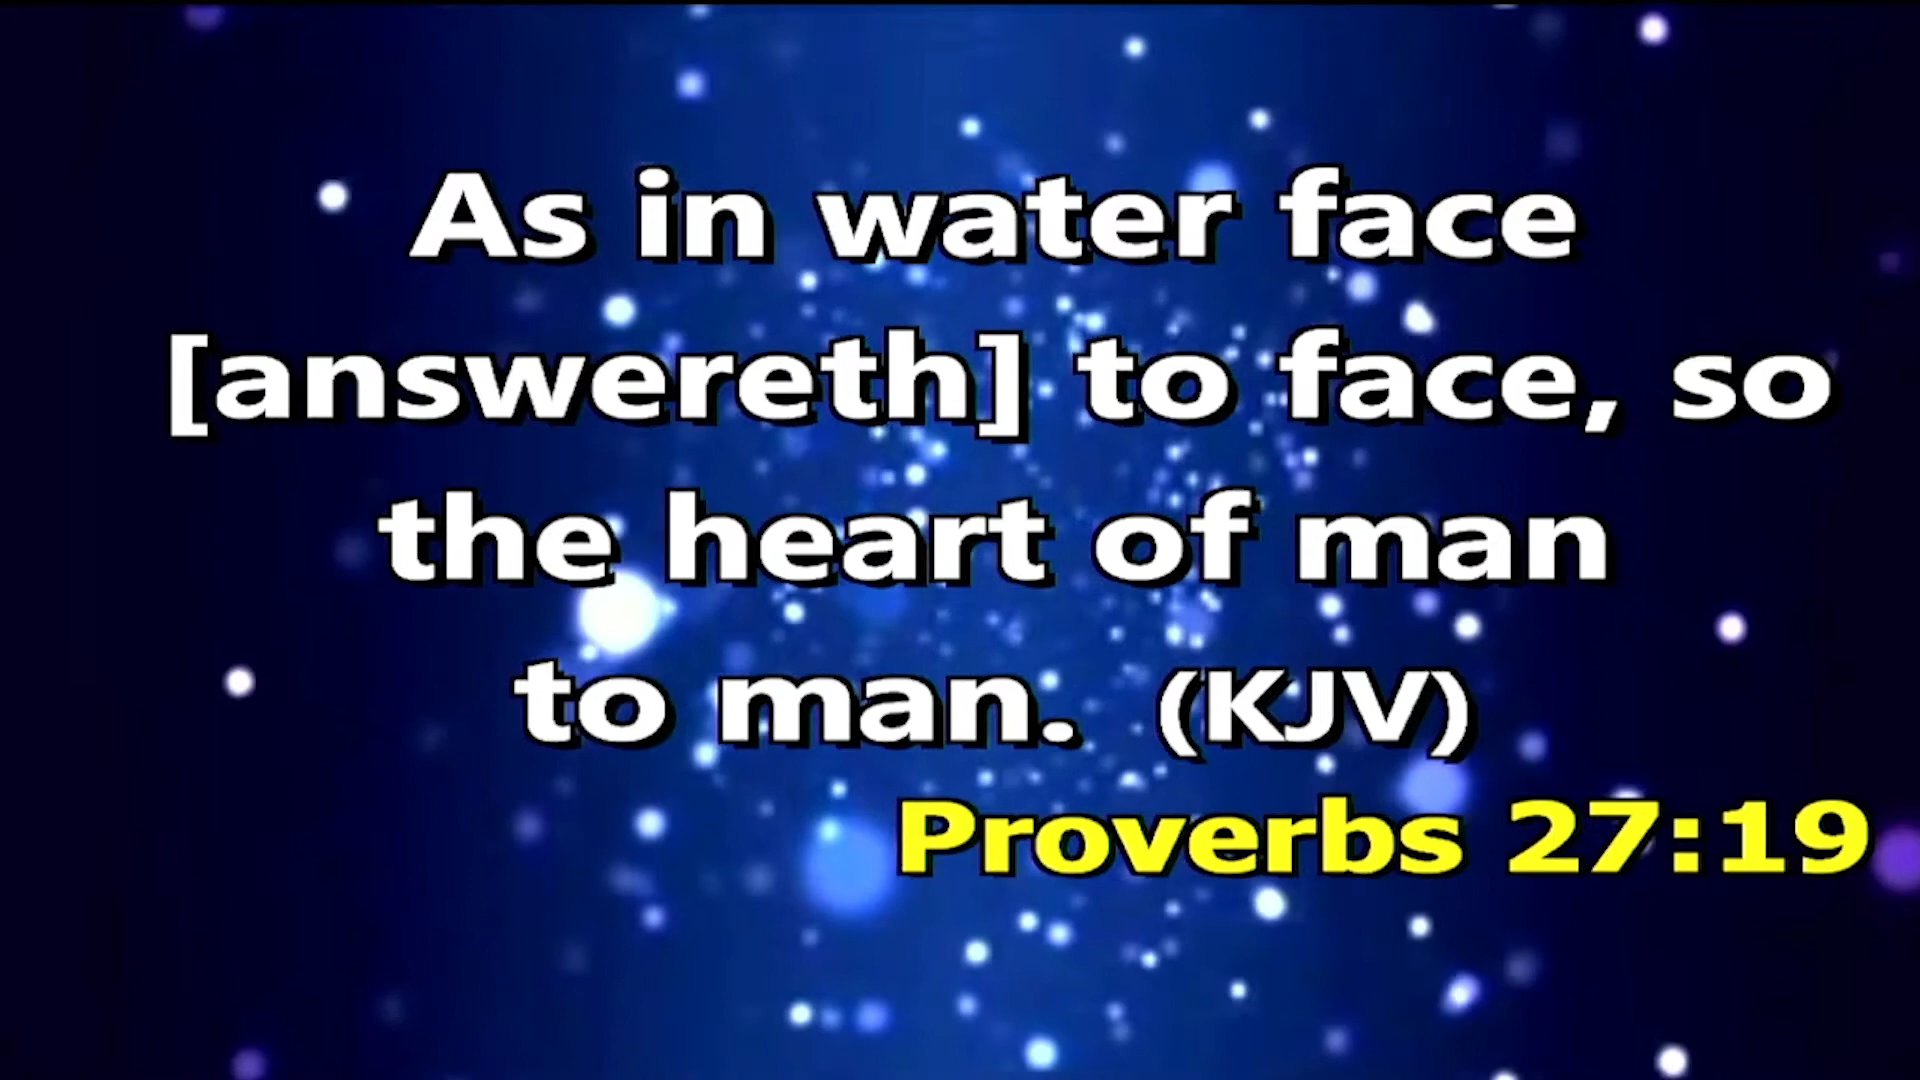 As in water face
[answereth] to face, so
the heart of man
to man. (KJV)
Proverbs 27:19